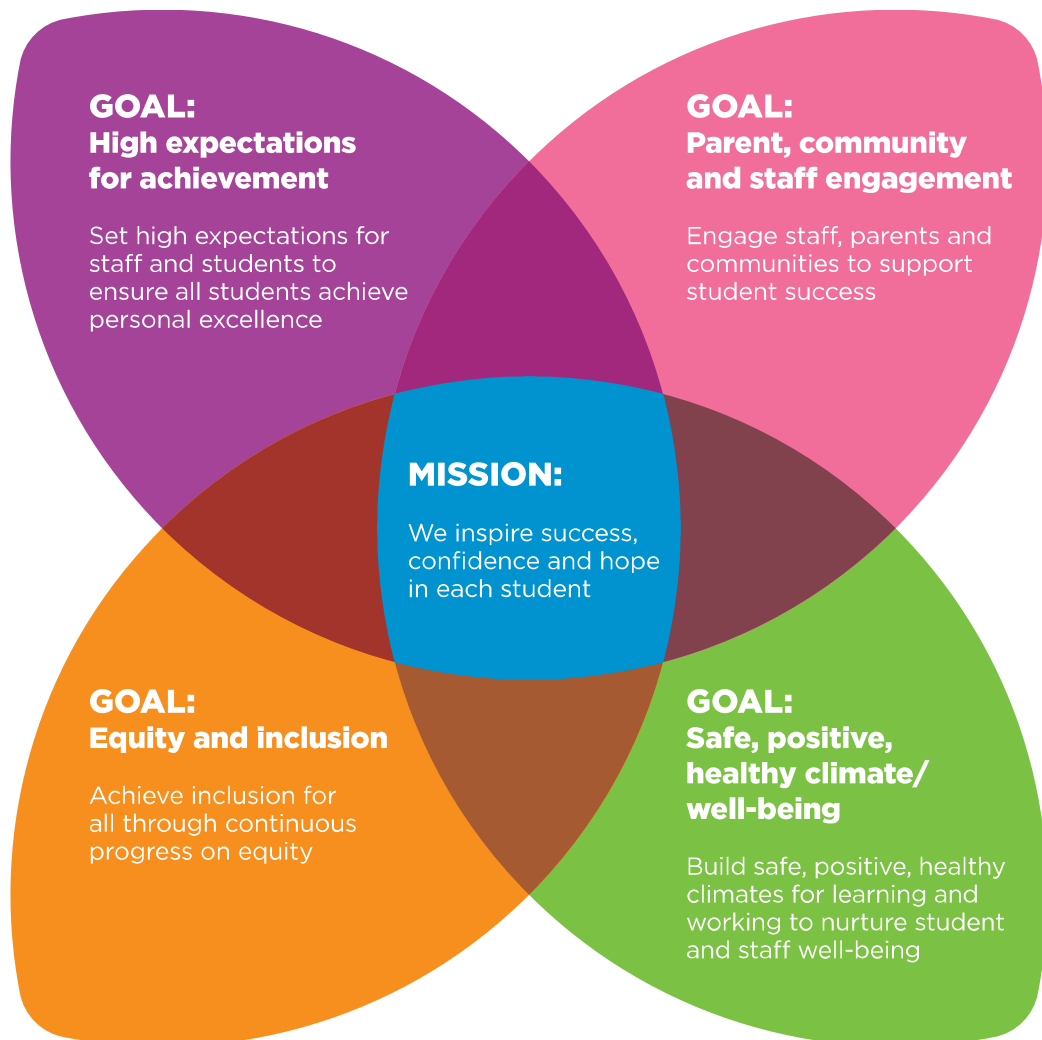 GOAL:
High expectations
for achievement
Set high expectations for
staff and students to
ensure all students achieve
personal excellence
GOAL:
Parent, community
and staff engagement
Engage staff, parents and
communities to support
student success
MISSION:
We inspire success,
confidence and hope
in each student
GOAL:
Equity and inclusion
Achieve inclusion for
all through continuous
progress on equity
GOAL:
Safe, positive,
healthy climate/
well-being
Build safe, positive, healthy
climates for learning and
working to nurture student
and staff well-being